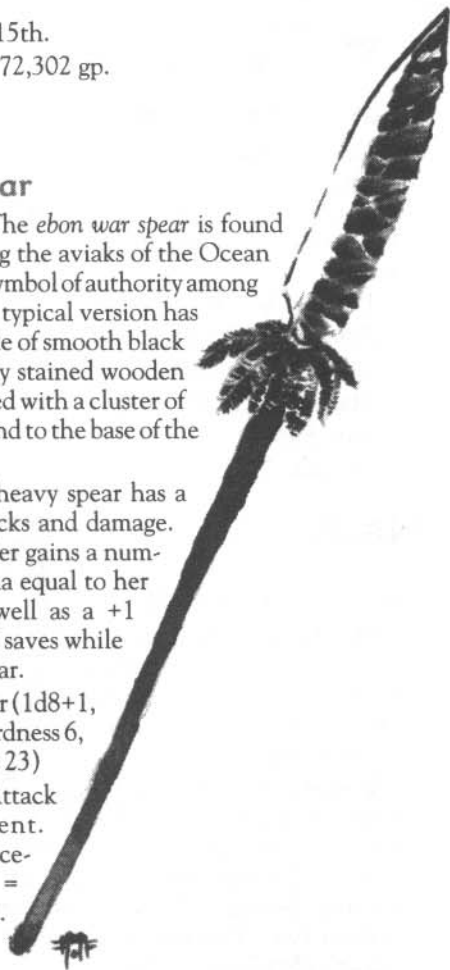 15th.
72,302 gp.
ar
The ebon war spear is found
g the aviaks of the Ocean
ymbol of authority among
typical version has
e of smooth black
y stained wooden
ed with a cluster of
nd to the base of the
heavy spear has a
cks and damage.
er gains a num-
a equal to her
well as a +1
saves while
ar.
r (1d8+1,
rdness 6,
23)
attack
ent.
ce-
=
.